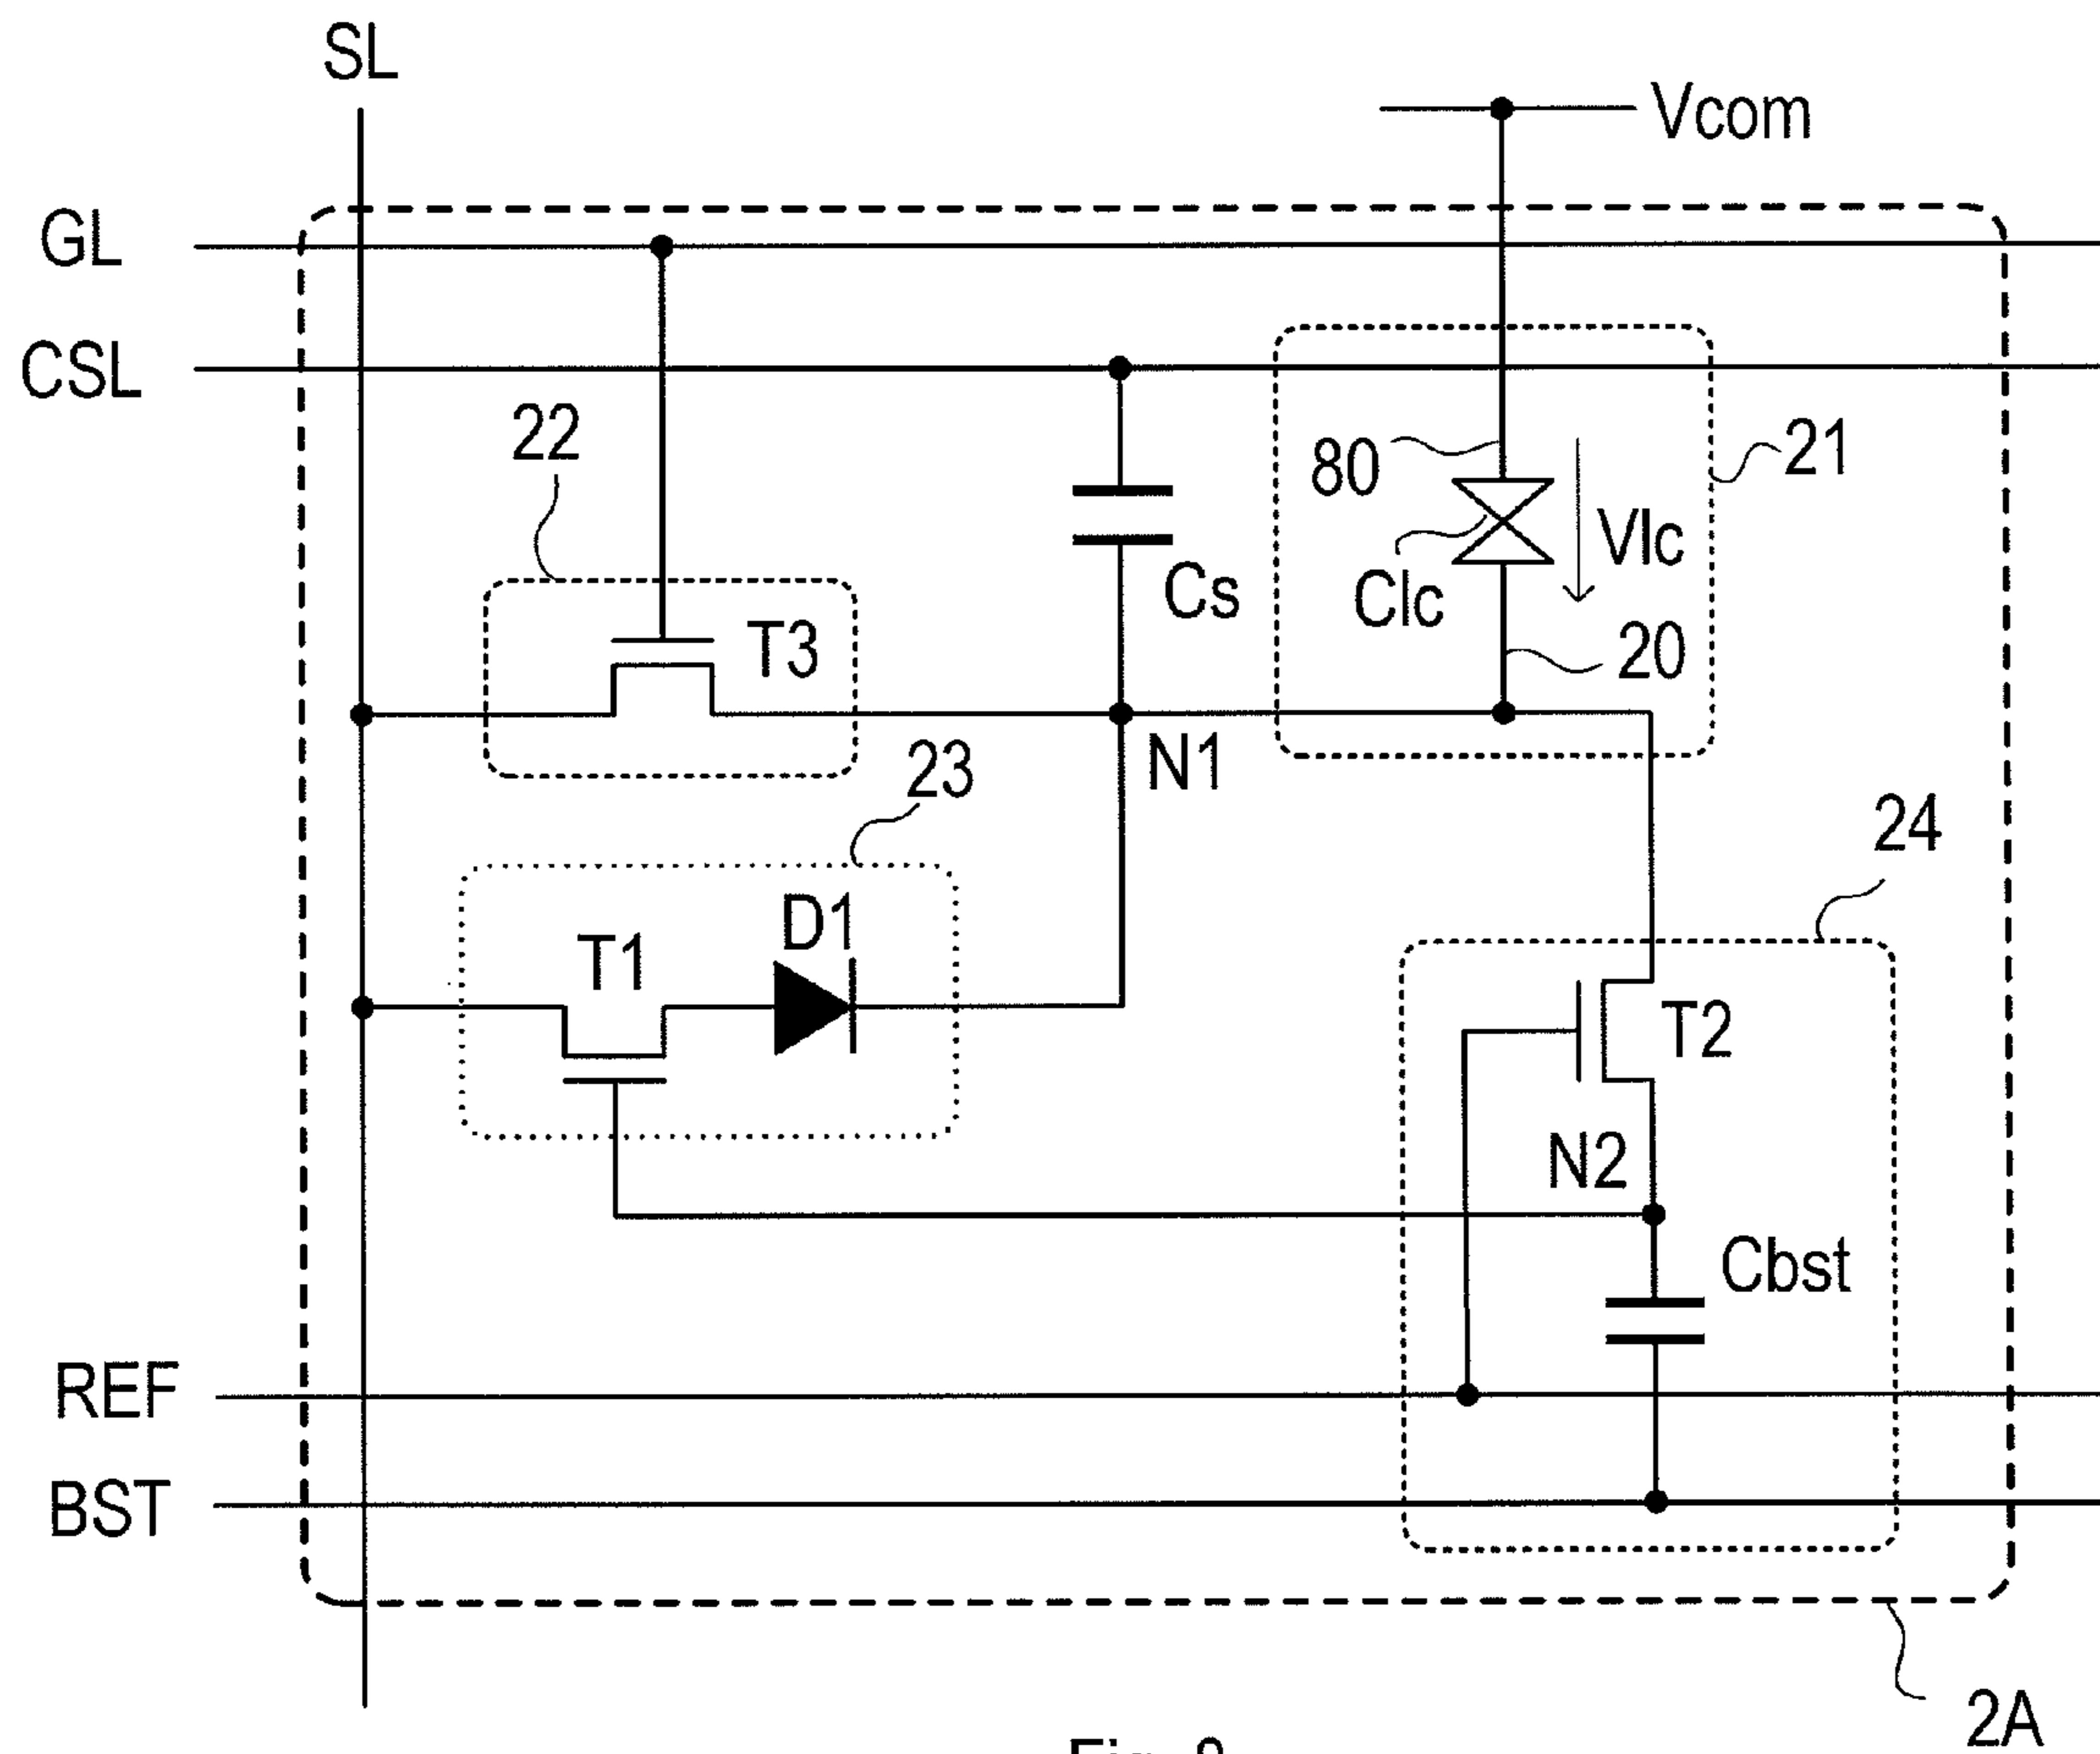 SL
Vcom
GL
CSL
22
80
21
Vlc
Clc
Cs
20
T3
N1
23
24
D1
T1
T2
N2
Cbst
REF
BST
2A